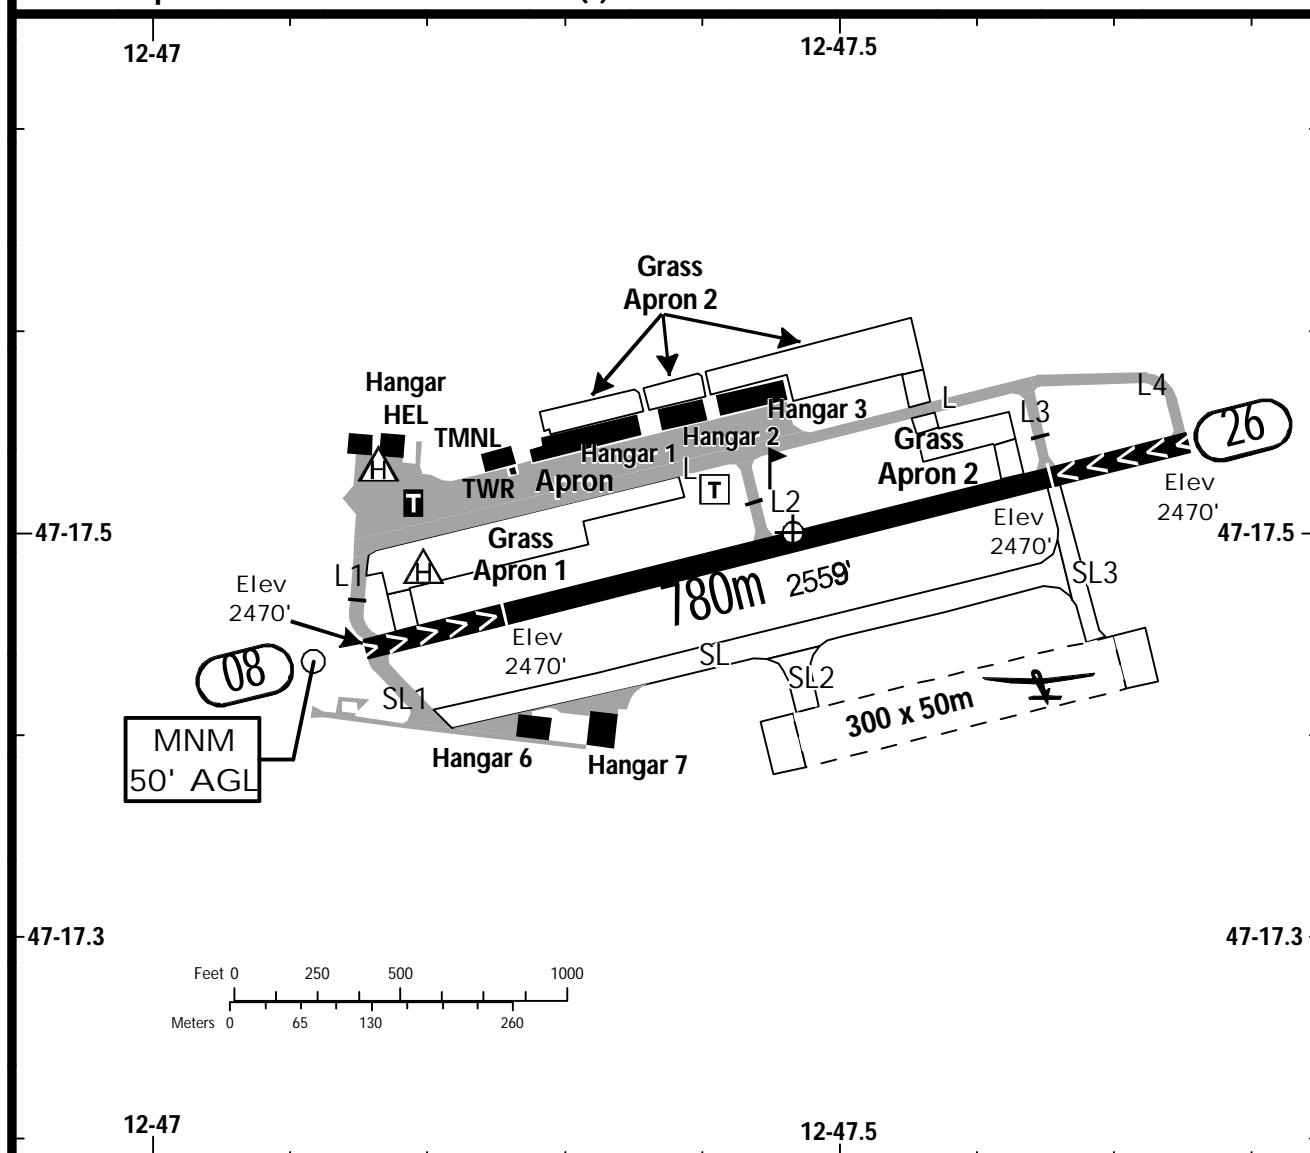 12-47
12-47.5
Grass
Apron 2
Hangar
HEL
TMNL
TWR
H
T
Hangar 1
Hangar 2
Hangar 3
Apron
L
T
L
L3
L4
26
Grass
Apron 2
L2
Elev
2470'
Elev
2470'
47-17.5
47-17.5
Grass
Apron 1
H
L1
Elev
2470'
780m 2559'
SL3
Elev
2470'
08
SL
SL2
SL1
300 x 50m
MNM
50' AGL
Hangar 6
Hangar 7
47-17.3
47-17.3
Feet 0 250 500 1000
Meters 0 65 130 260
12-47
12-47.5